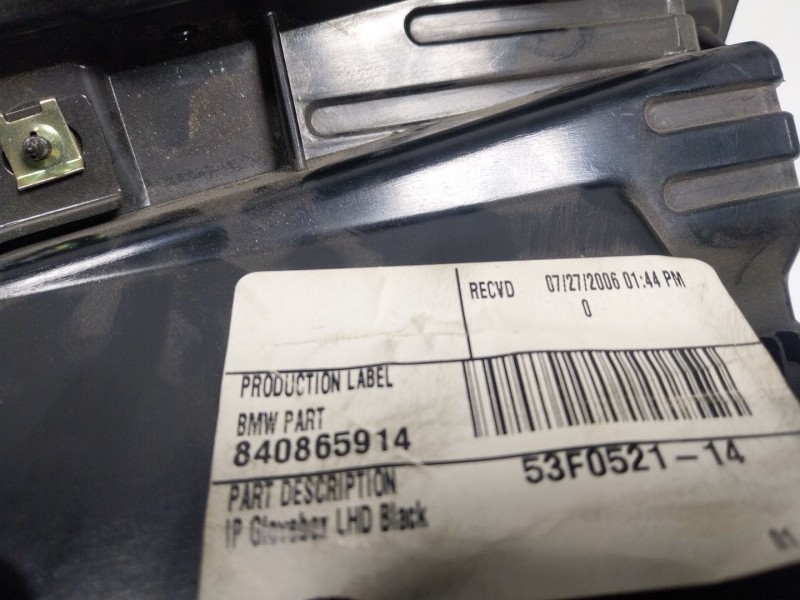 RECVD 07/27/2006 01:44 PM
0
PRODUCTION LABEL
BMW PART
840865914
53F0521-14
PART DESCRIPTION
IP Glovebox LHD Black
01